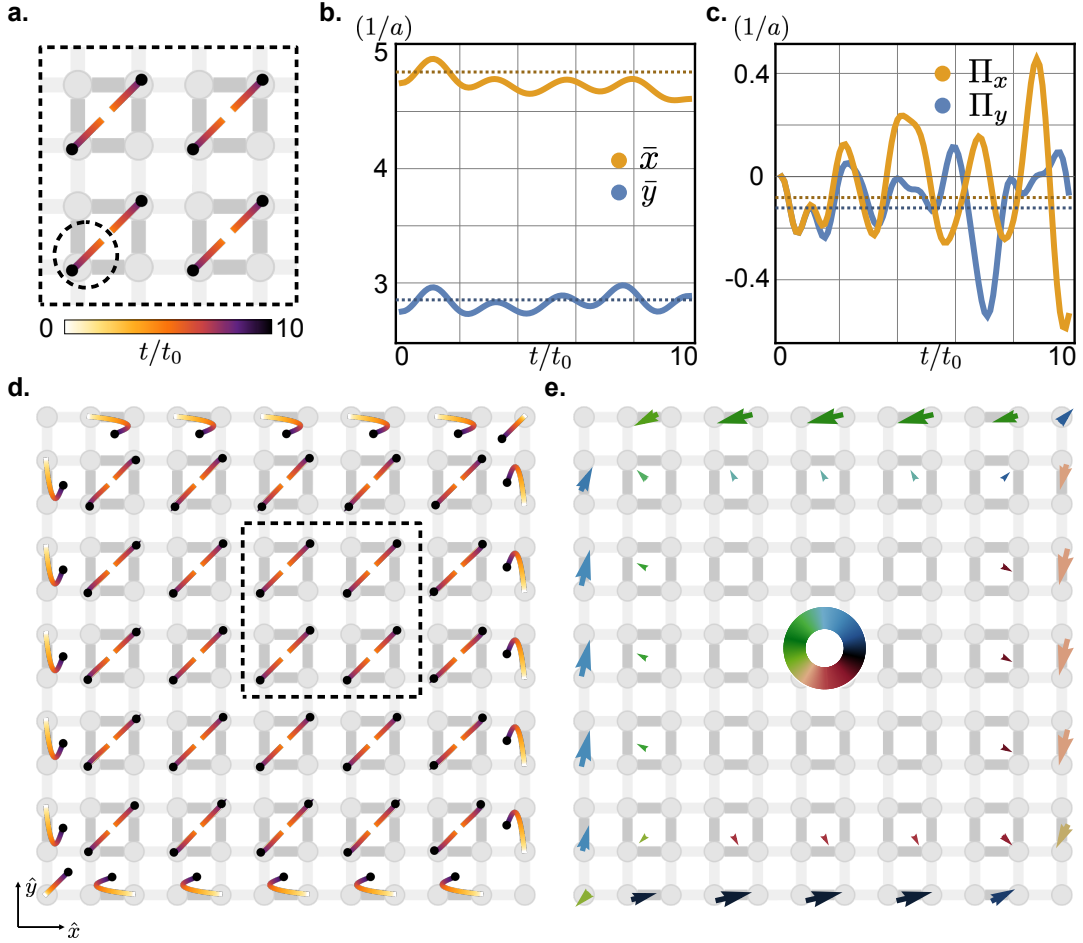 a.
0
10
t/t₀
b.
(1/a)
5
4
3
x̄
ȳ
0
t/t₀
10
c.
(1/a)
0.4
0
-0.4
Πₓ
Π_y
0
t/t₀
10
d.
ŷ
x̂
e.